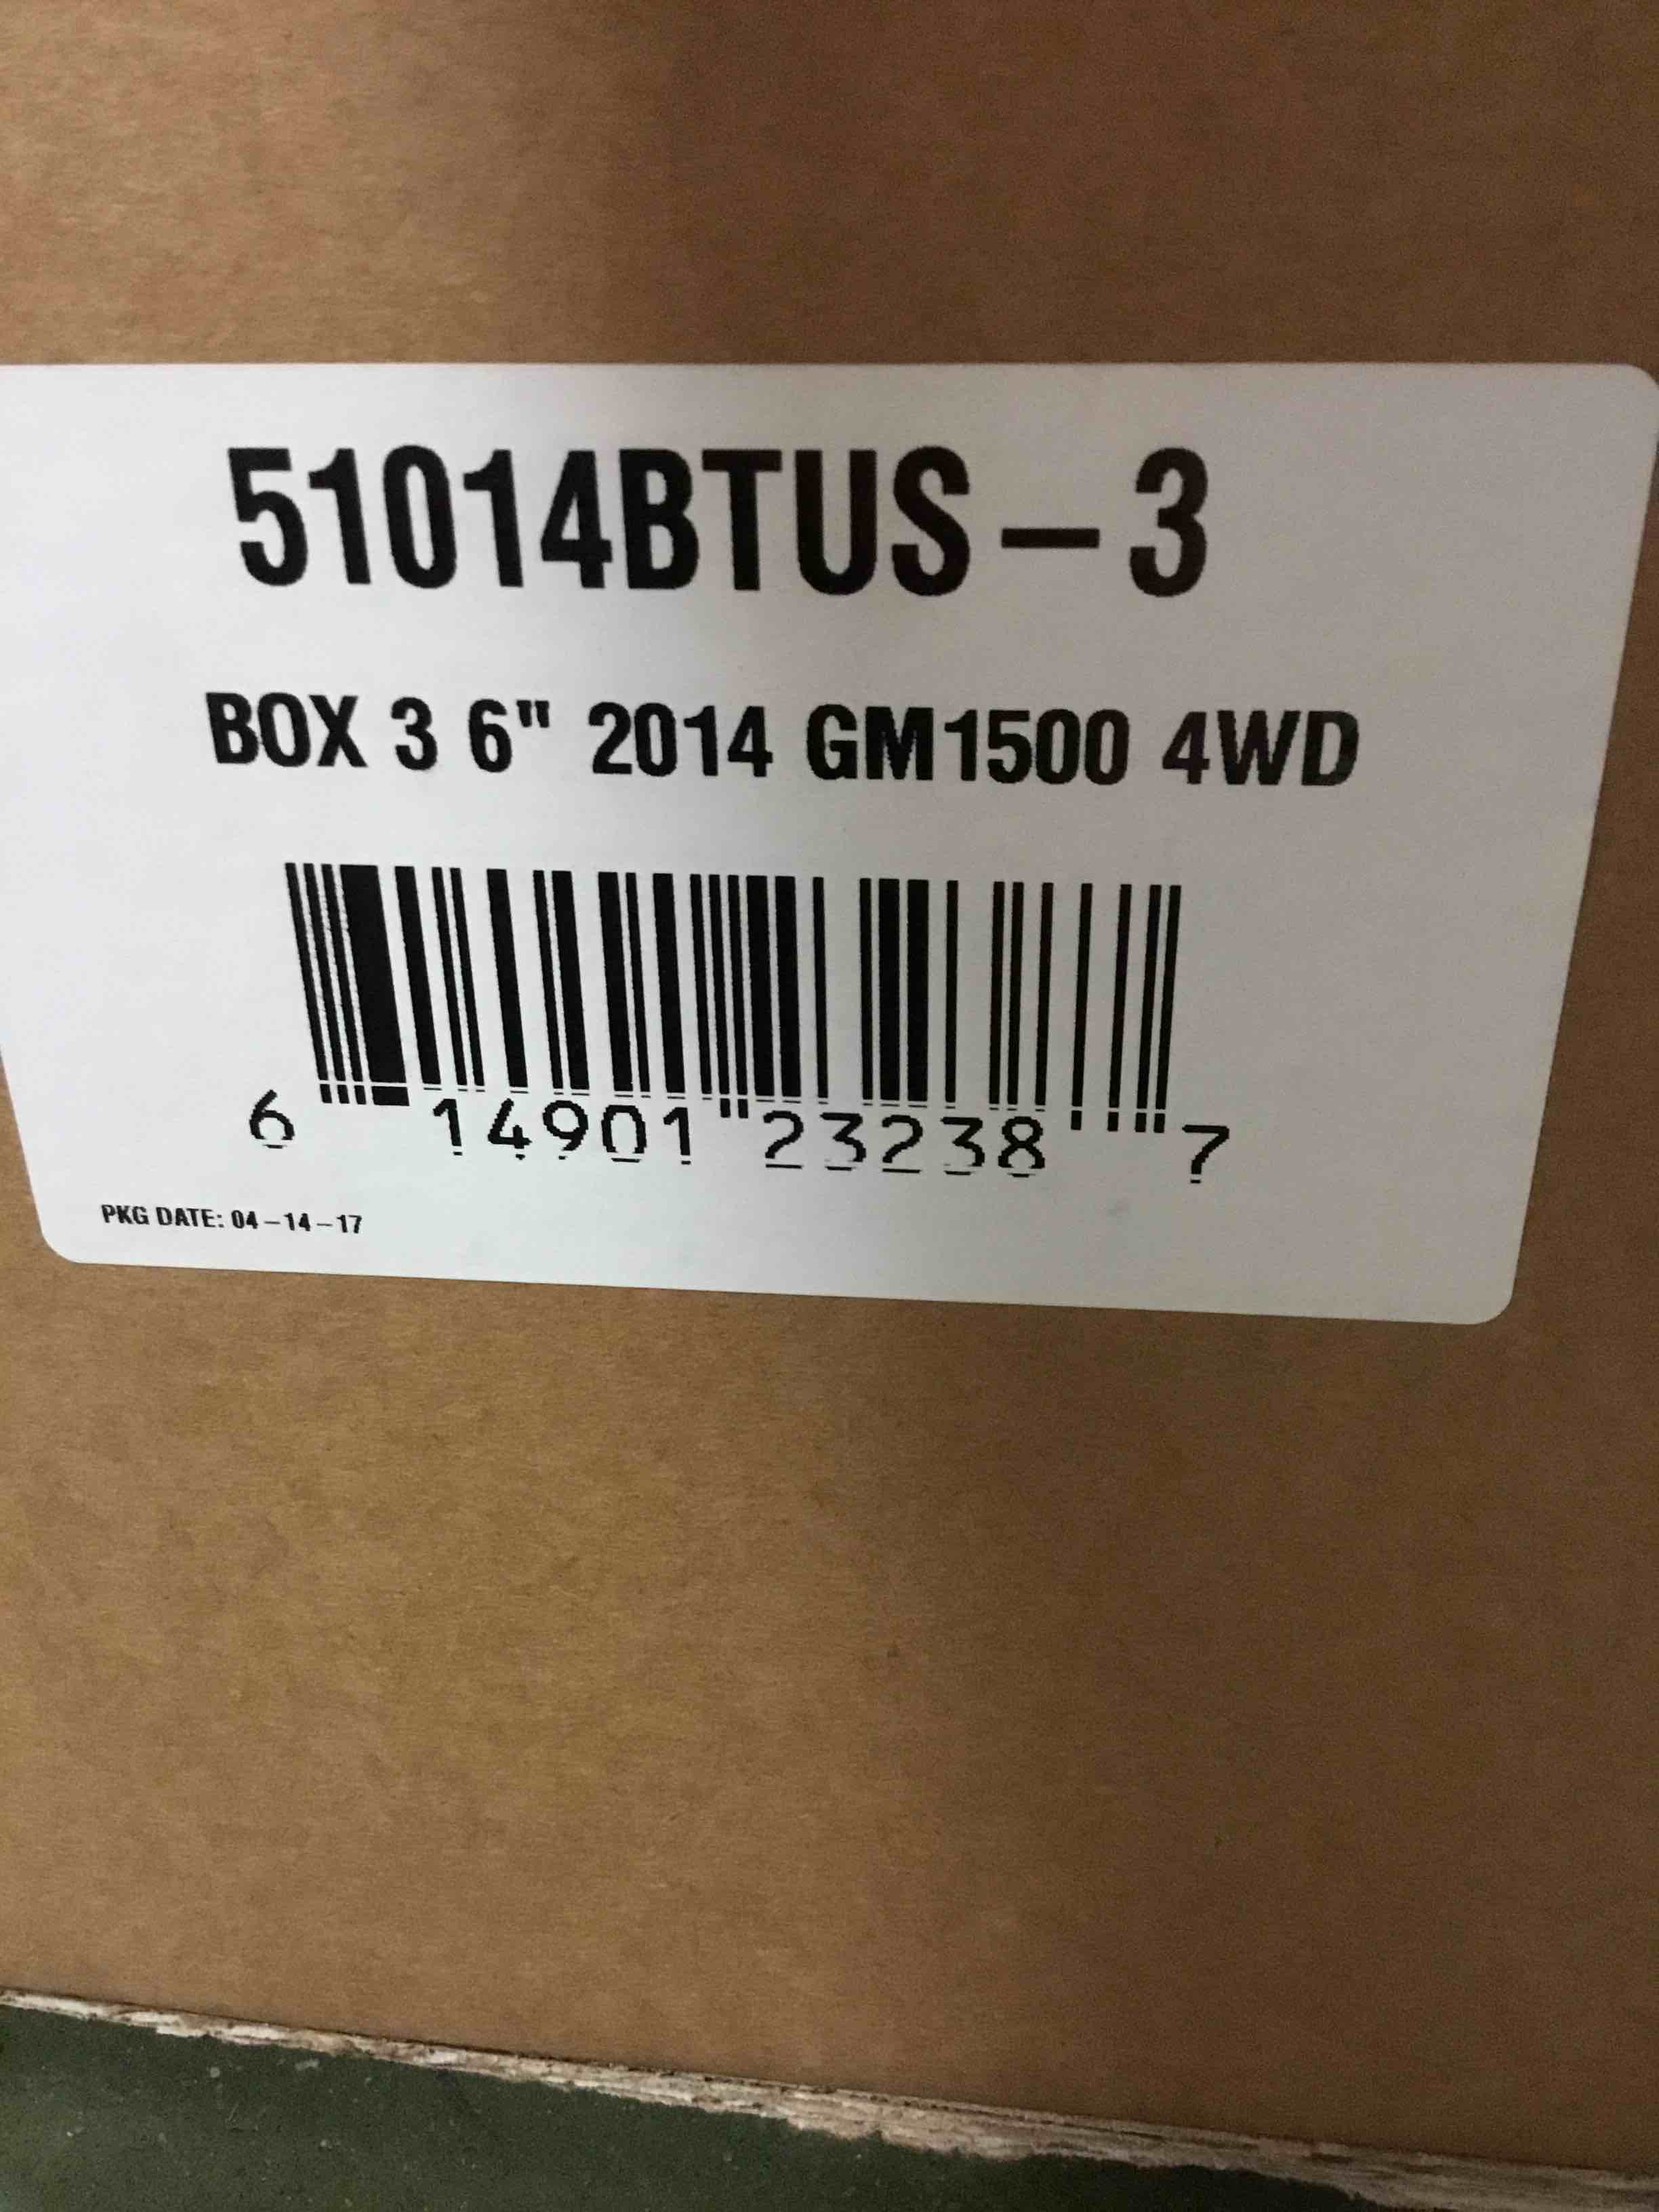 51014BTUS-3
BOX 3 6" 2014 GM1500 4WD
6 14901 23238 7
PKG DATE: 04-14-17